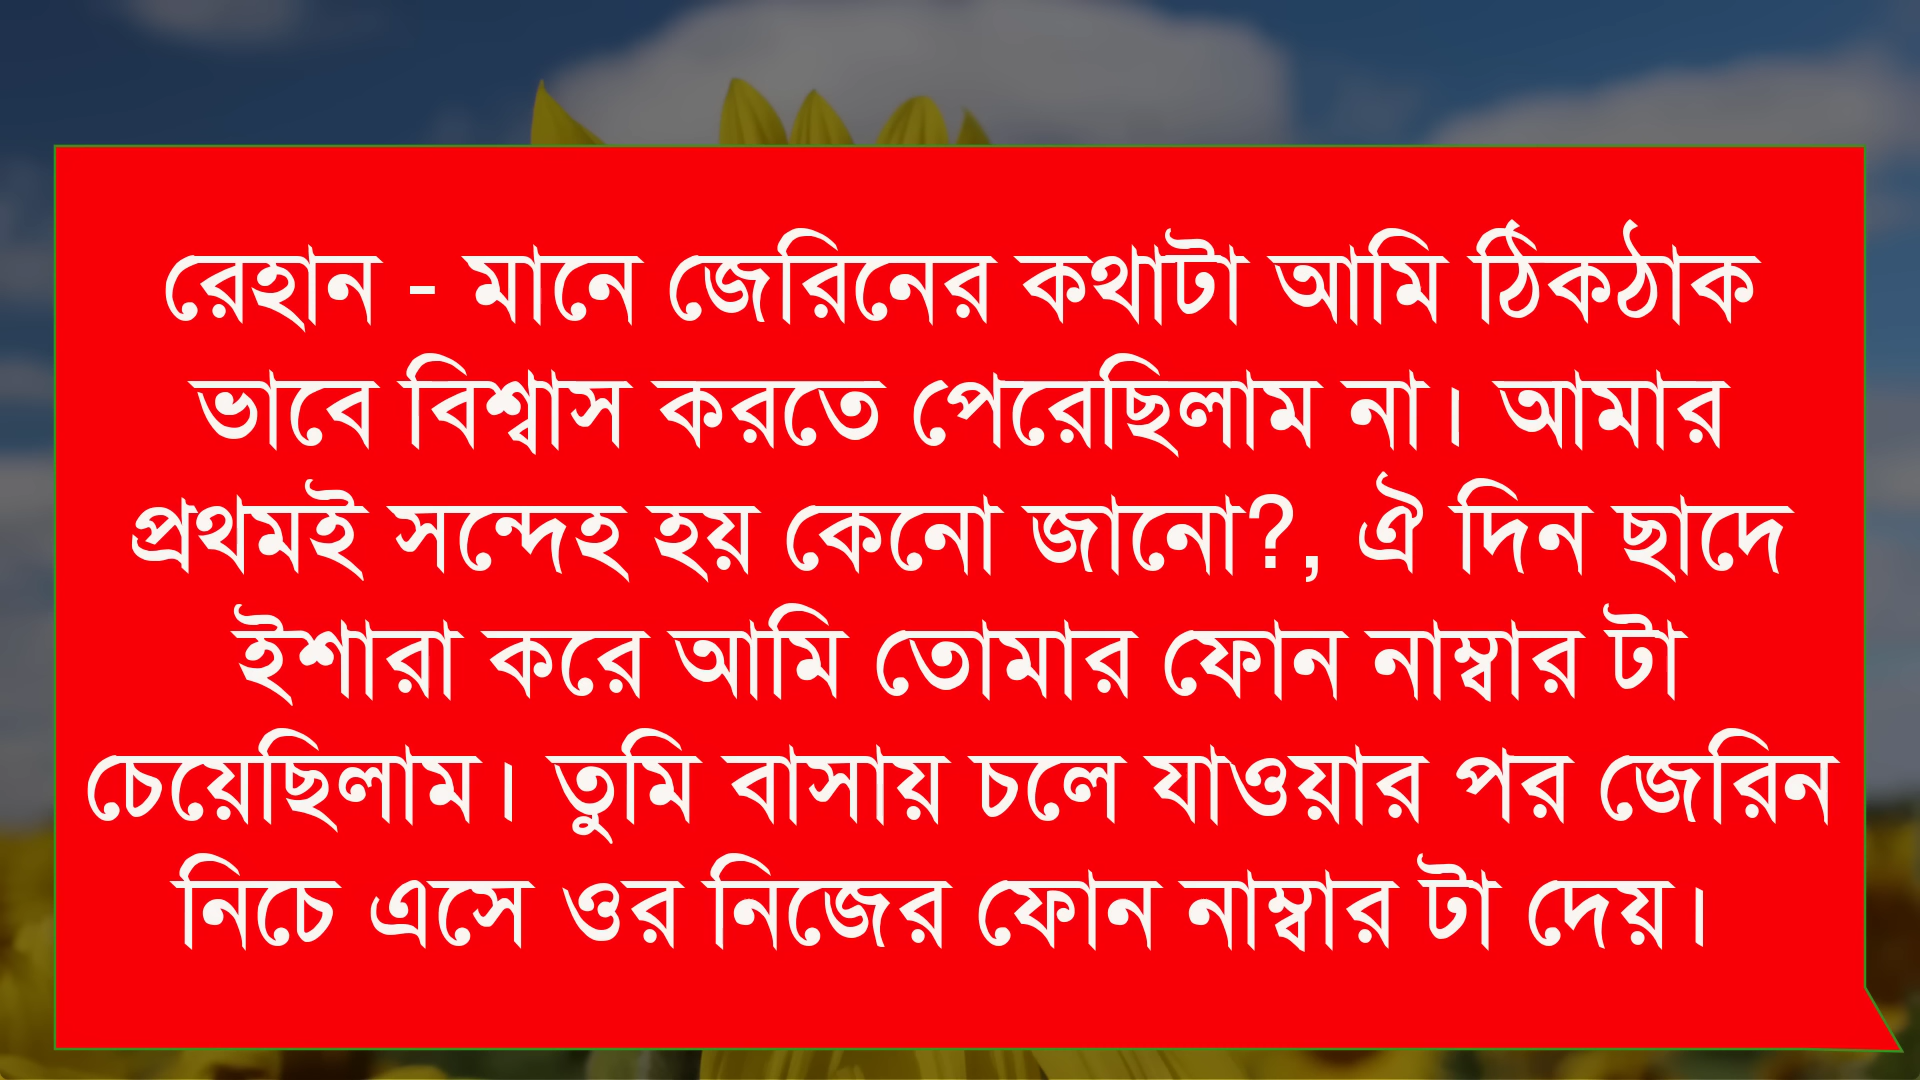 রেহান - মানে জেরিনের কথাটা আমি ঠিকঠাক
ভাবে বিশ্বাস করতে পেরেছিলাম না। আমার
প্রথমই সন্দেহ হয় কেনো জানো?, ঐ দিন ছাদে
ইশারা করে আমি তোমার ফোন নাম্বার টা
চেয়েছিলাম। তুমি বাসায় চলে যাওয়ার পর জেরিন
নিচে এসে ওর নিজের ফোন নাম্বার টা দেয়।